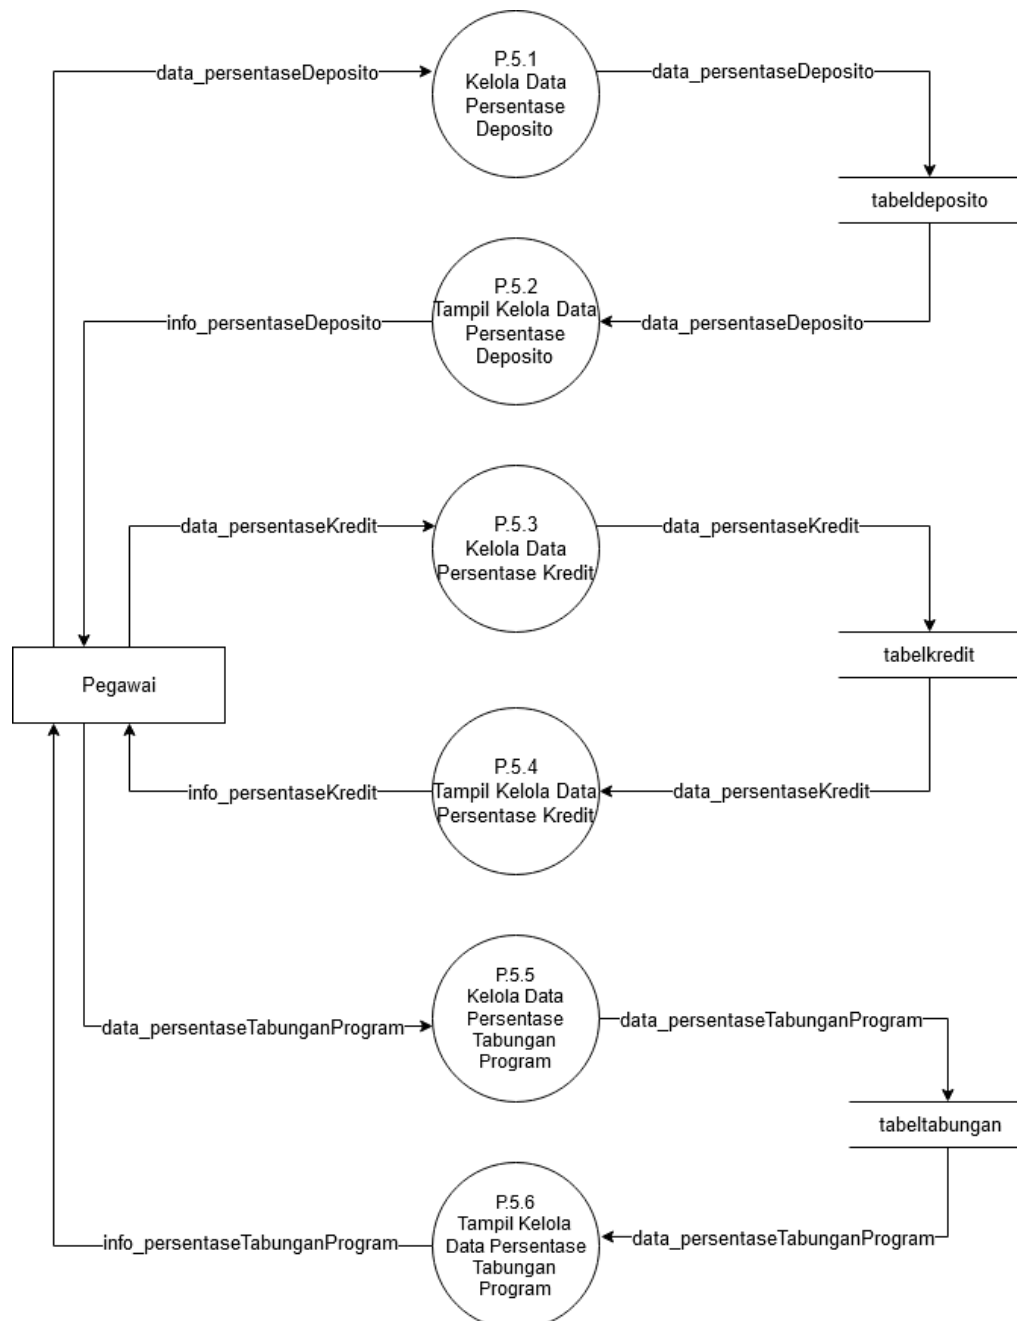 data_persentaseDeposito
P.5.1
Kelola Data
Persentase
Deposito
data_persentaseDeposito
tabeldeposito
info_persentaseDeposito
P.5.2
Tampil Kelola Data
Persentase
Deposito
data_persentaseDeposito
data_persentaseKredit
P.5.3
Kelola Data
Persentase Kredit
data_persentaseKredit
tabelkredit
Pegawai
info_persentaseKredit
P.5.4
Tampil Kelola Data
Persentase Kredit
data_persentaseKredit
data_persentaseTabunganProgram
P.5.5
Kelola Data
Persentase
Tabungan
Program
data_persentaseTabunganProgram
tabeltabungan
info_persentaseTabunganProgram
P.5.6
Tampil Kelola
Data Persentase
Tabungan
Program
data_persentaseTabunganProgram